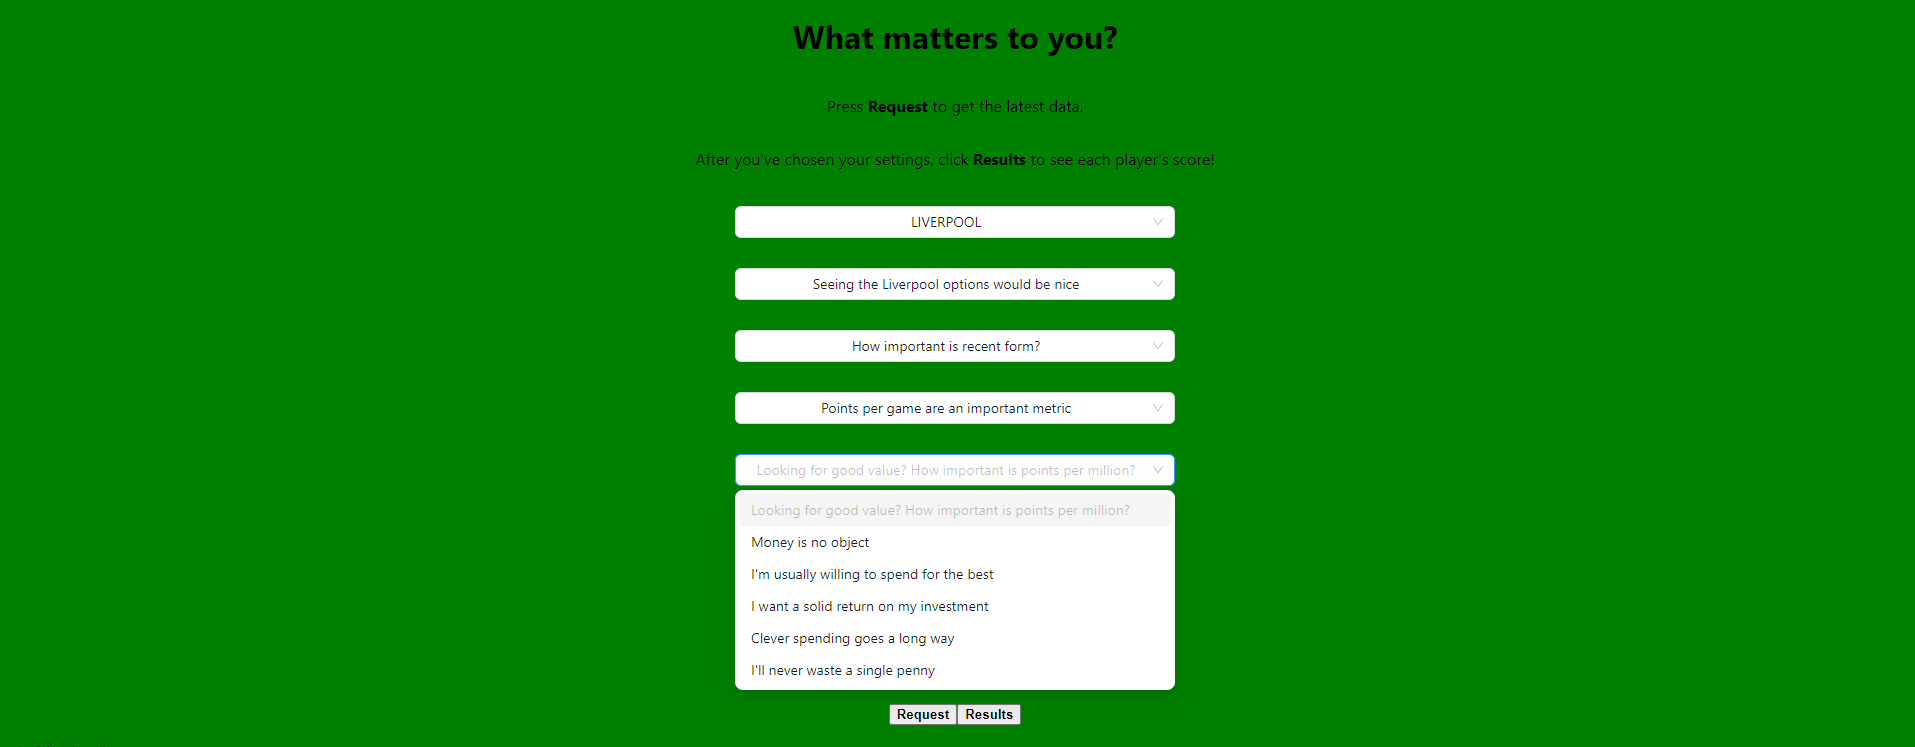 What matters to you?
Press Request to get the latest data.
After you've chosen your settings, click Results to see each player's score!
LIVERPOOL
Seeing the Liverpool options would be nice
How important is recent form?
Points per game are an important metric
Looking for good value? How important is points per million?
Looking for good value? How important is points per million?
Money is no object
I'm usually willing to spend for the best
I want a solid return on my investment
Clever spending goes a long way
I'll never waste a single penny
Request Results